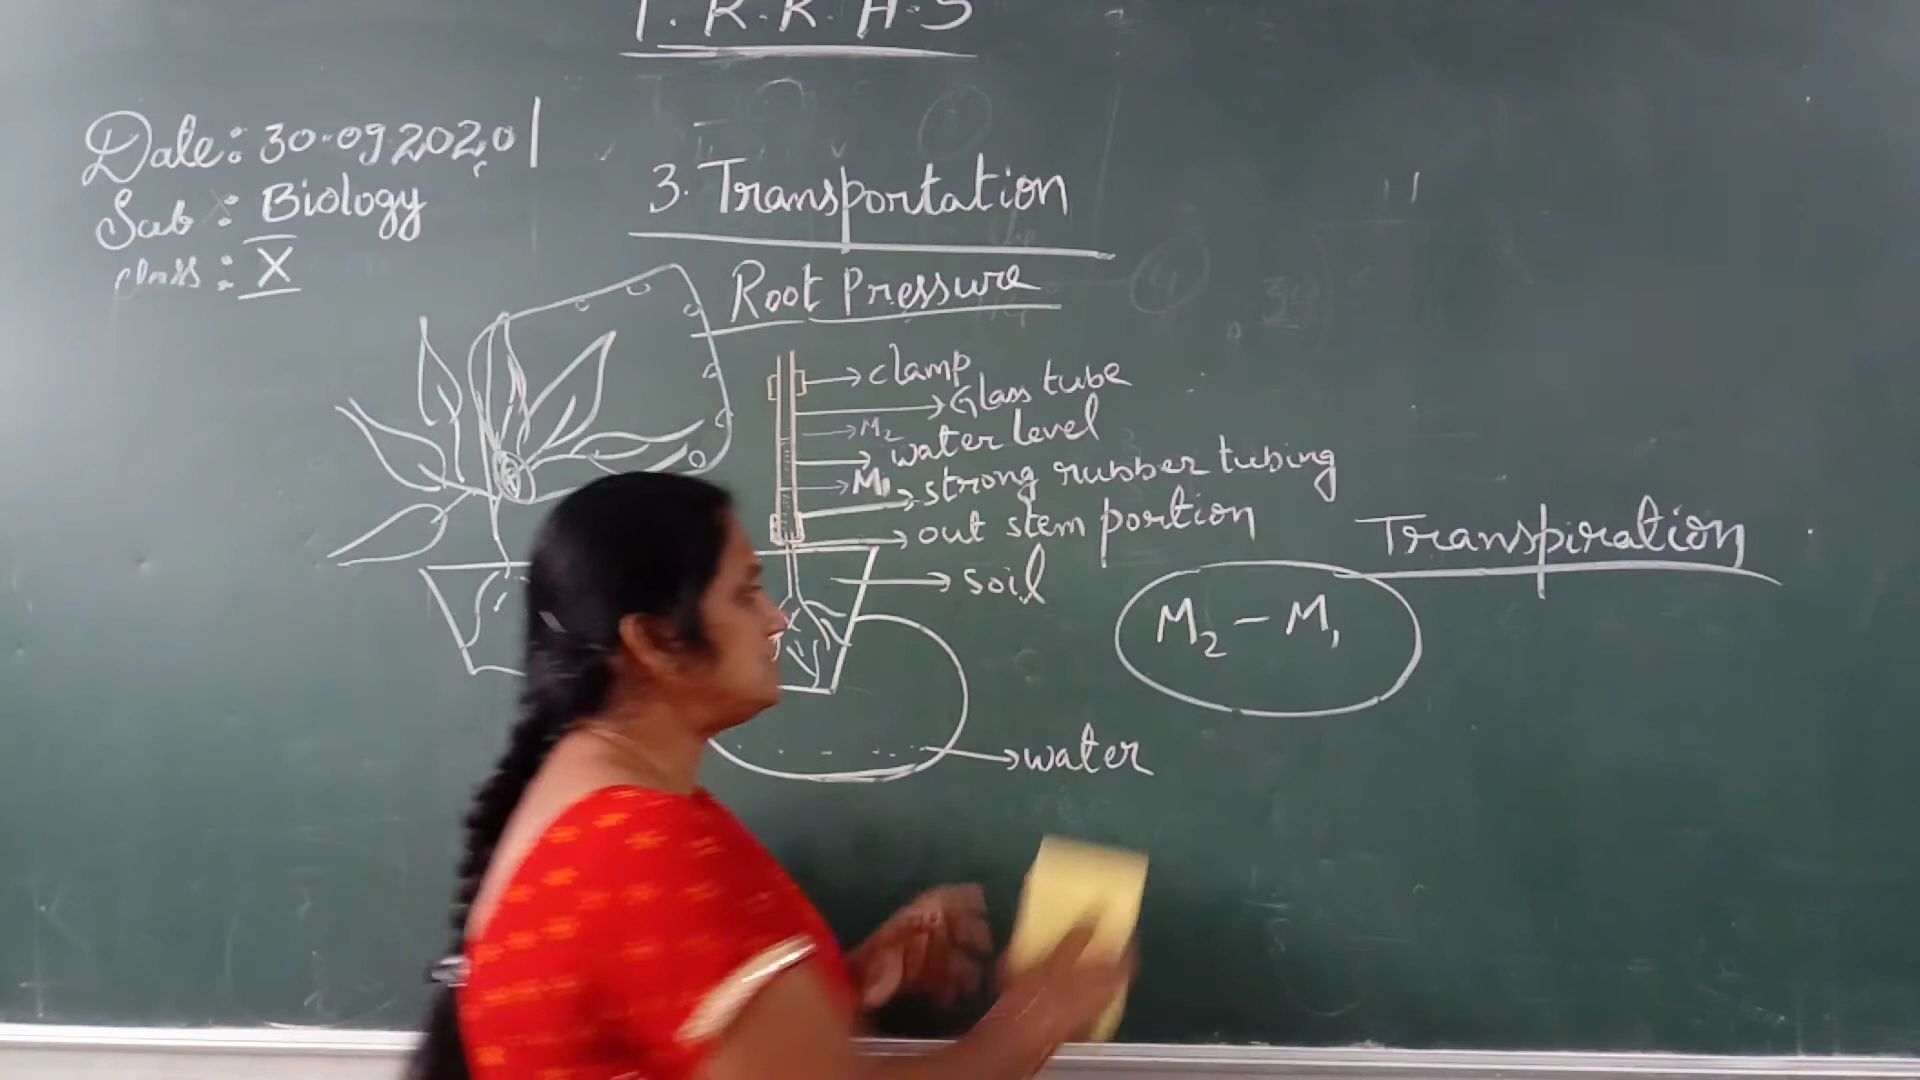 T.R.R.H.S
Date: 30.09 2020
Sub : Biology
class : X
3. Transportation
Root Pressure
clamp
Glass tube
M2
water level
M1
strong rubber tubing
out stem portion
soil
Transpiration
M2 - M1
water